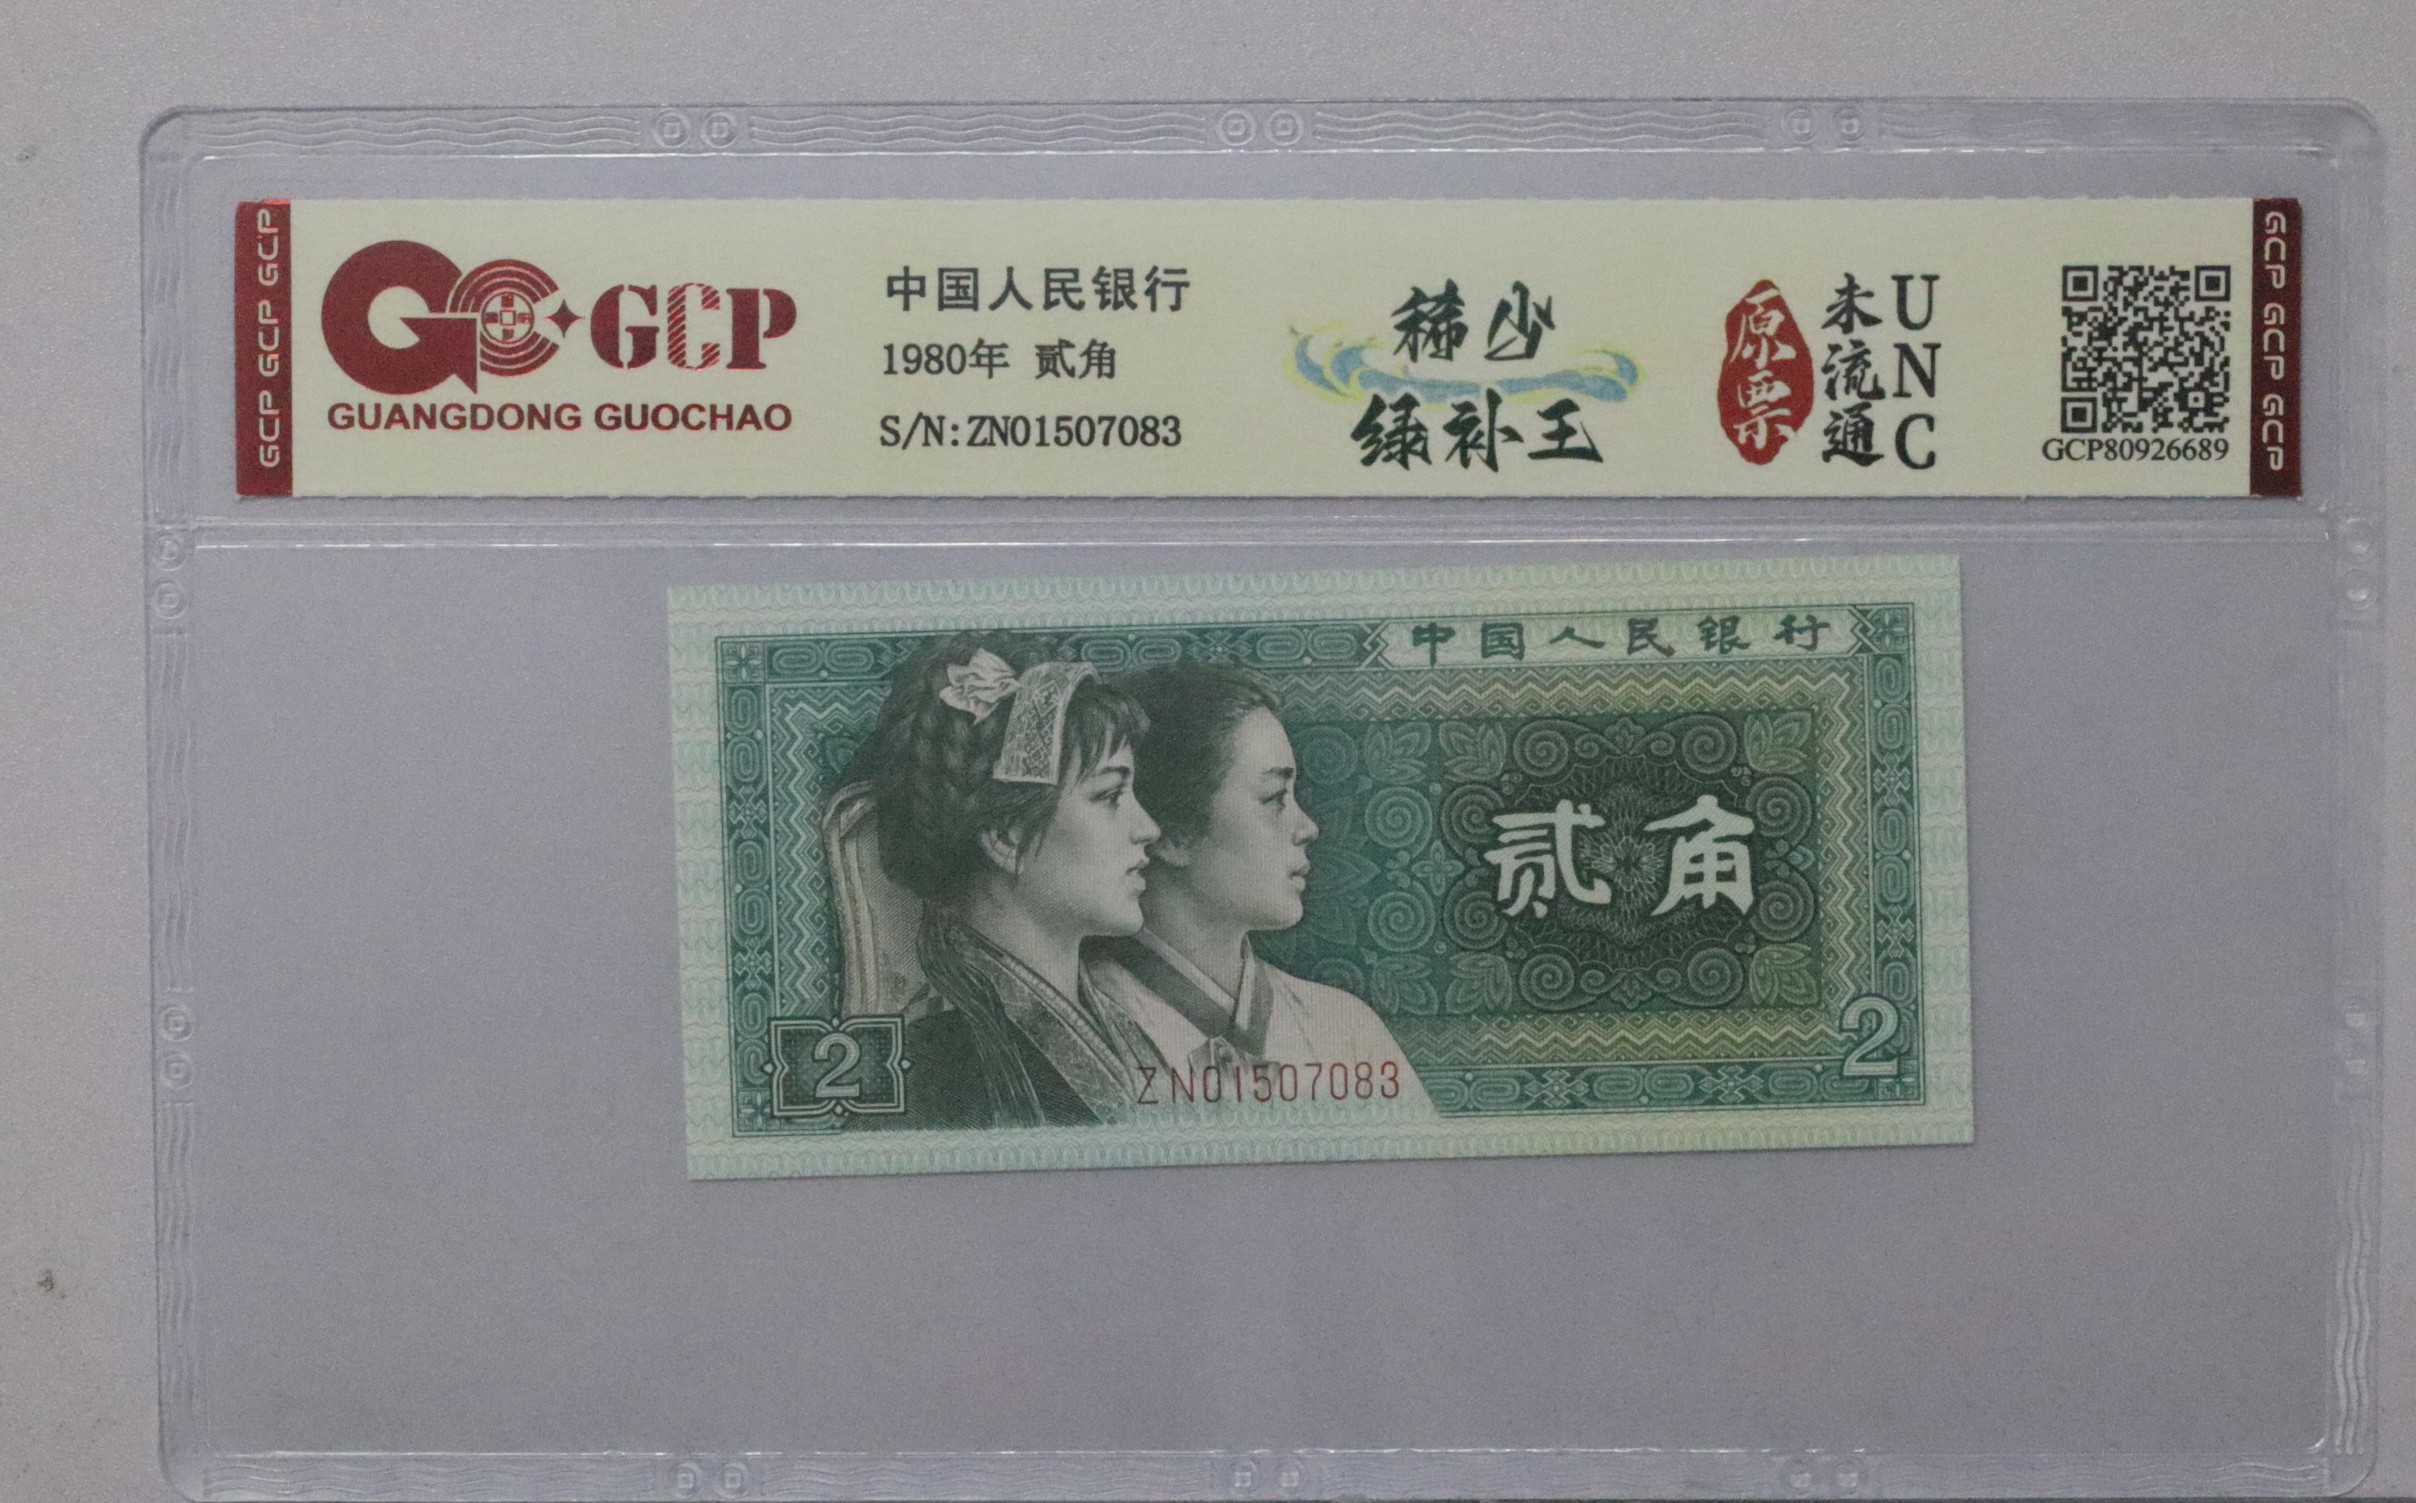 GCP GCP GCP
GCP
GUANGDONG GUOCHAO
中国人民银行
1980年 贰角
S/N:ZN01507083
稀少
绿补王
原票
未流通
UNC
GCP80926689
GCP GCP GCP
中国人民银行
贰角
2
2
ZN01507083